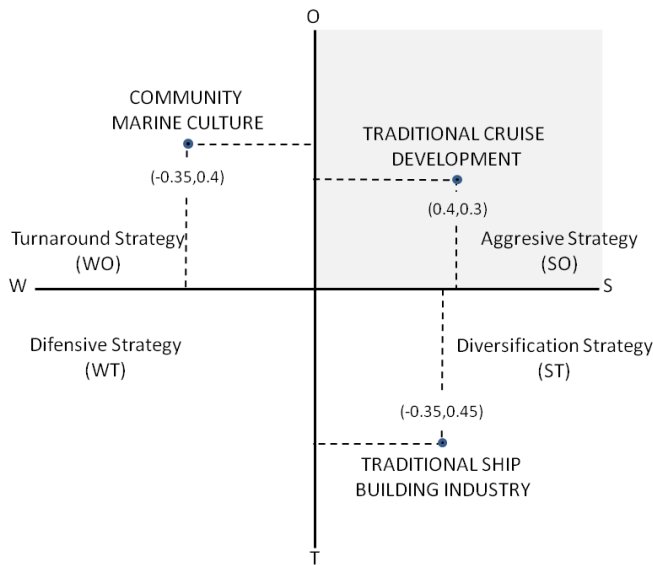 O
COMMUNITY
MARINE CULTURE
(-0.35,0.4)
TRADITIONAL CRUISE
DEVELOPMENT
(0.4,0.3)
Turnaround Strategy
(WO)
Aggresive Strategy
(SO)
W
S
Difensive Strategy
(WT)
Diversification Strategy
(ST)
(-0.35,0.45)
TRADITIONAL SHIP
BUILDING INDUSTRY
T